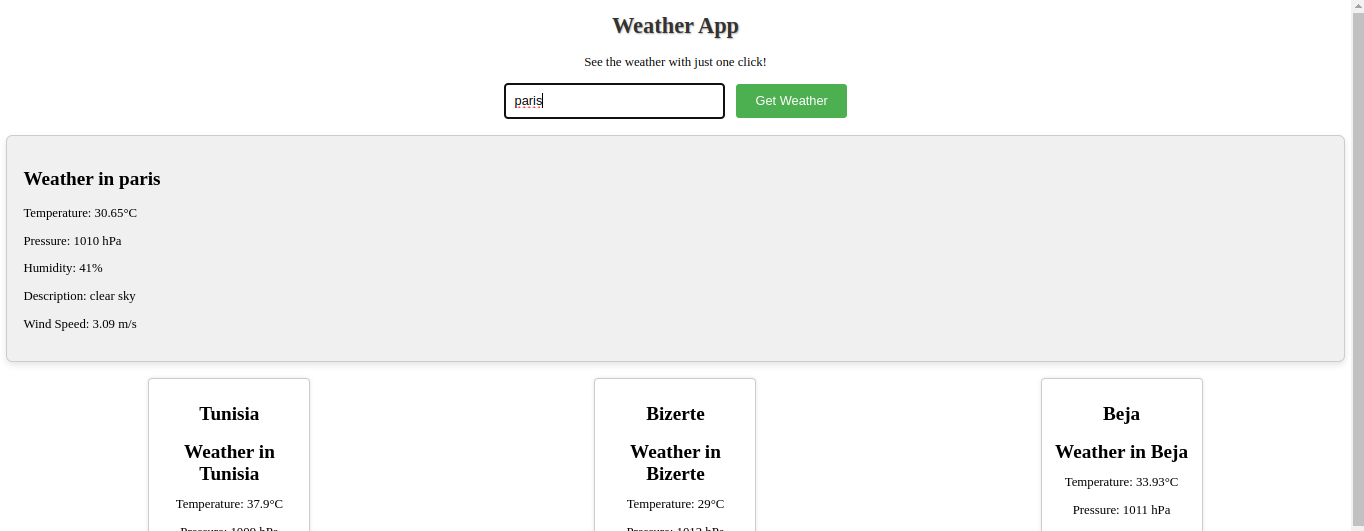 Weather App
See the weather with just one click!
paris
Get Weather
Weather in paris
Temperature: 30.65°C
Pressure: 1010 hPa
Humidity: 41%
Description: clear sky
Wind Speed: 3.09 m/s
Tunisia
Weather in
Tunisia
Temperature: 37.9°C
Bizerte
Weather in
Bizerte
Temperature: 29°C
Beja
Weather in Beja
Temperature: 33.93°C
Pressure: 1011 hPa